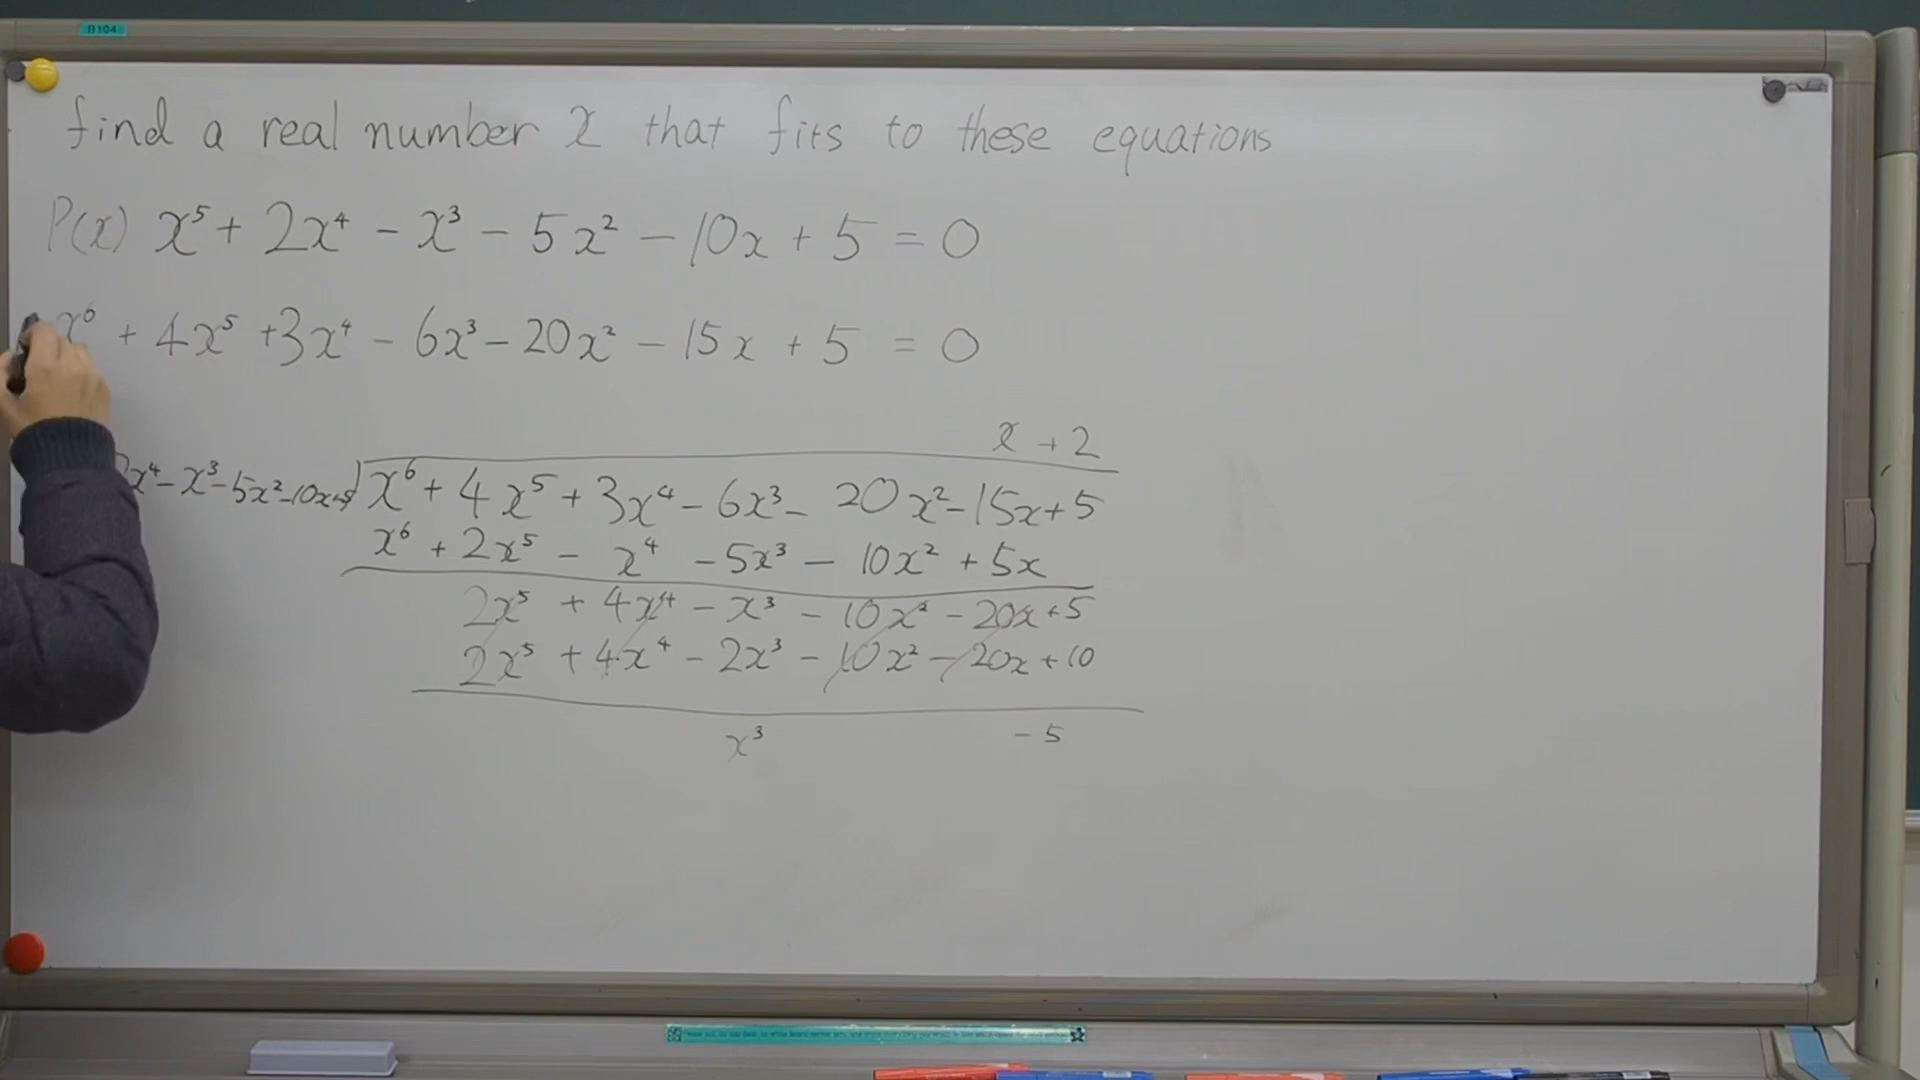 B104
find a real number x that fits to these equations
P(x) x⁵ + 2x⁴ - x³ - 5x² - 10x + 5 = 0
x⁶ + 4x⁵ + 3x⁴ - 6x³ - 20x² - 15x + 5 = 0
x + 2
x⁴ - x³ - 5x² - 10x + 5 ) x⁶ + 4x⁵ + 3x⁴ - 6x³ - 20x² - 15x + 5
x⁶ + 2x⁵ - x⁴ - 5x³ - 10x² + 5x
2x⁵ + 4x⁴ - x³ - 10x² - 20x + 5
2x⁵ + 4x⁴ - 2x³ - 10x² - 20x + 10
x³ - 5